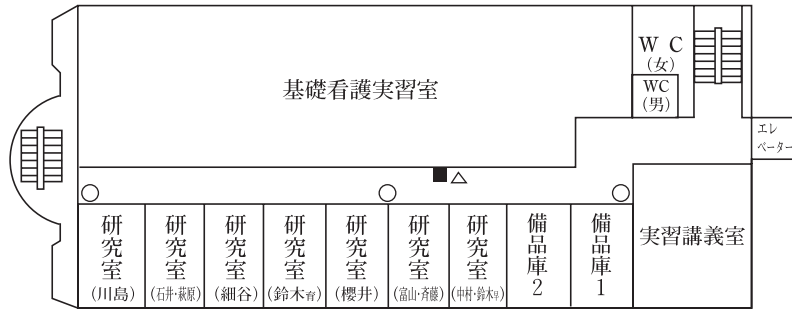 W C
(女)
WC
(男)
エレ
ベーター
基礎看護実習室
研究室
(川島)
研究室
(石井・萩原)
研究室
(細谷)
研究室
(鈴木育)
研究室
(櫻井)
研究室
(富山・斉藤)
研究室
(中村・鈴木早)
備品庫2
備品庫1
実習講義室